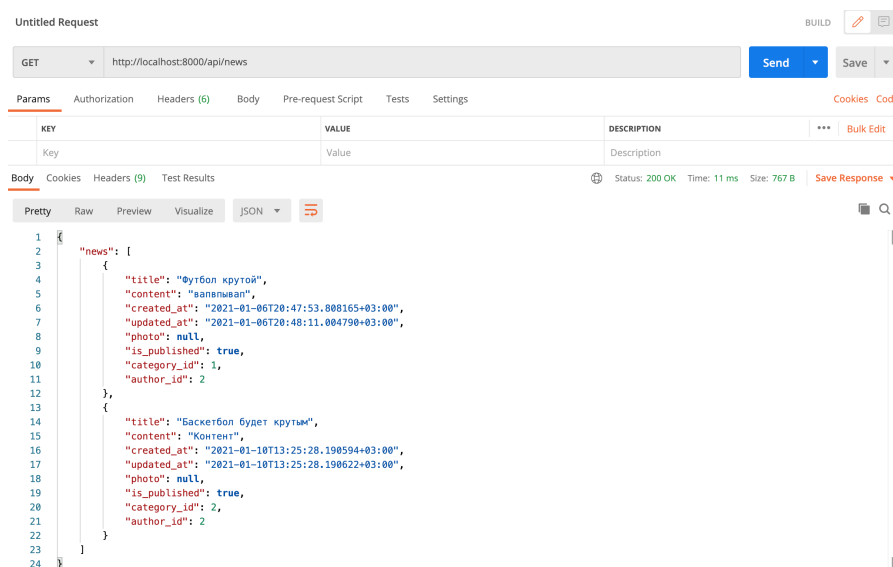 Untitled Request BUILD
GET http://localhost:8000/api/news Send Save
Params Authorization Headers (6) Body Pre-request Script Tests Settings Cookies Cod
KEY VALUE DESCRIPTION ••• Bulk Edit
Key Value Description
Body Cookies Headers (9) Test Results Status: 200 OK Time: 11 ms Size: 767 B Save Response
Pretty Raw Preview Visualize JSON
1 {
2 "news": [
3 {
4 "title": "Футбол крутой",
5 "content": "вапвпывап",
6 "created_at": "2021-01-06T20:47:53.808165+03:00",
7 "updated_at": "2021-01-06T20:48:11.004790+03:00",
8 "photo": null,
9 "is_published": true,
10 "category_id": 1,
11 "author_id": 2
12 },
13 {
14 "title": "Баскетбол будет крутым",
15 "content": "Контент",
16 "created_at": "2021-01-10T13:25:28.190594+03:00",
17 "updated_at": "2021-01-10T13:25:28.190622+03:00",
18 "photo": null,
19 "is_published": true,
20 "category_id": 2,
21 "author_id": 2
22 }
23 ]
24 }